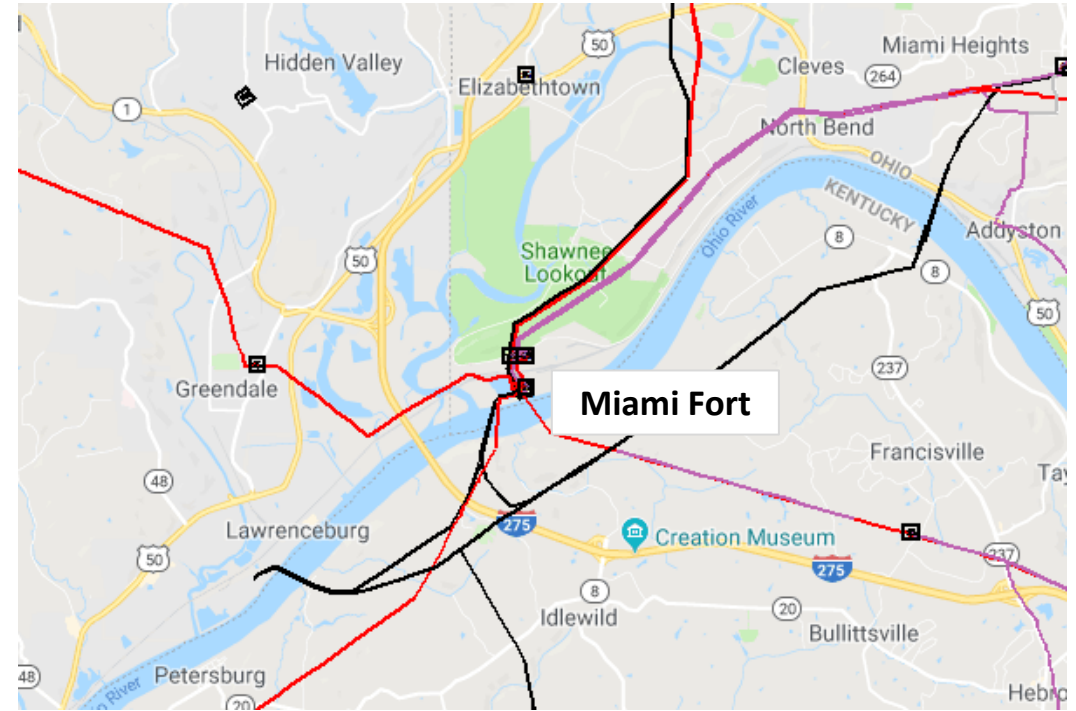 50
Miami Heights
Hidden Valley
Cleves
264
Elizabethtown
1
50
North Bend
OHIO
KENTUCKY
Ohio River
8
Addyston
Shawnee
Lookout
50
8
50
237
Greendale
Miami Fort
Francisville
48
Lawrenceburg
275
Creation Museum
50
237
275
8
20
Idlewild
Bullittsville
48
Petersburg
River
20